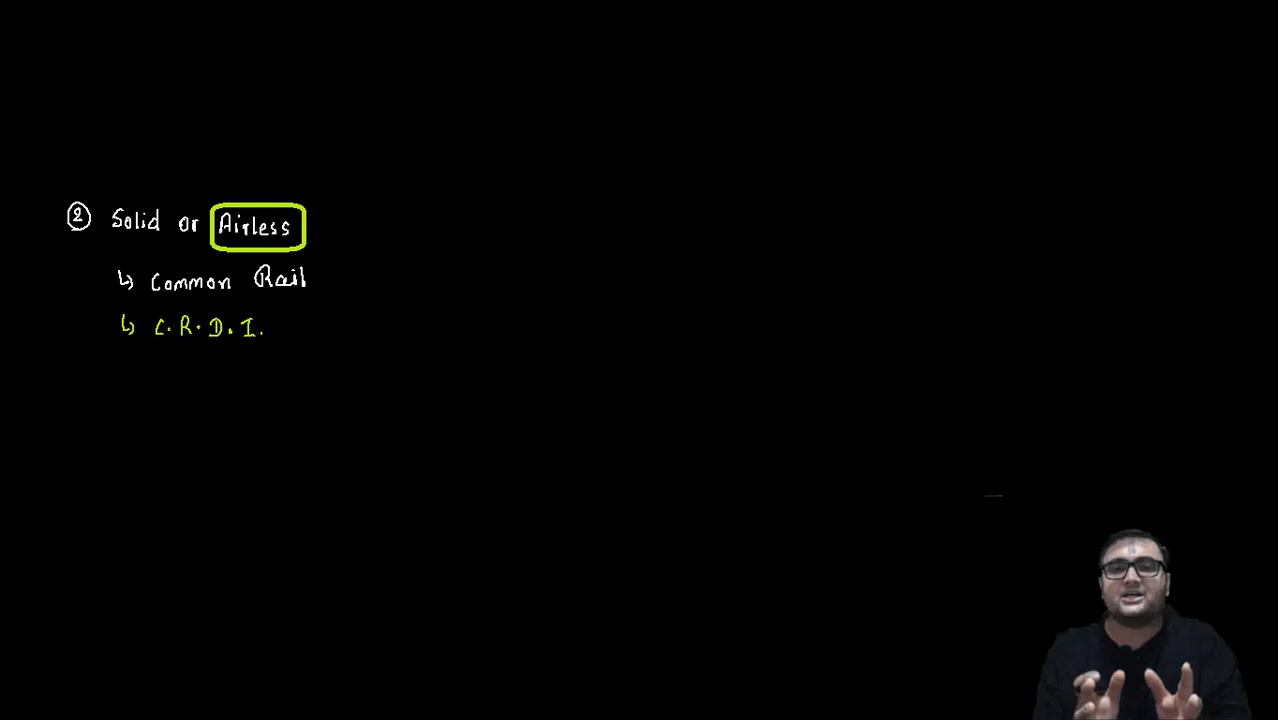 ② Solid or Airless
↳ Common Rail
↳ C.R.D.I.